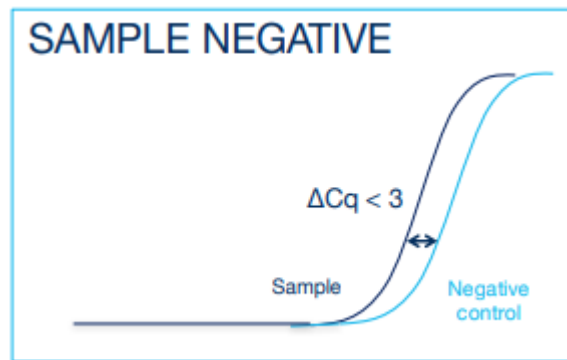 SAMPLE NEGATIVE
ΔCq < 3
Sample
Negative
control